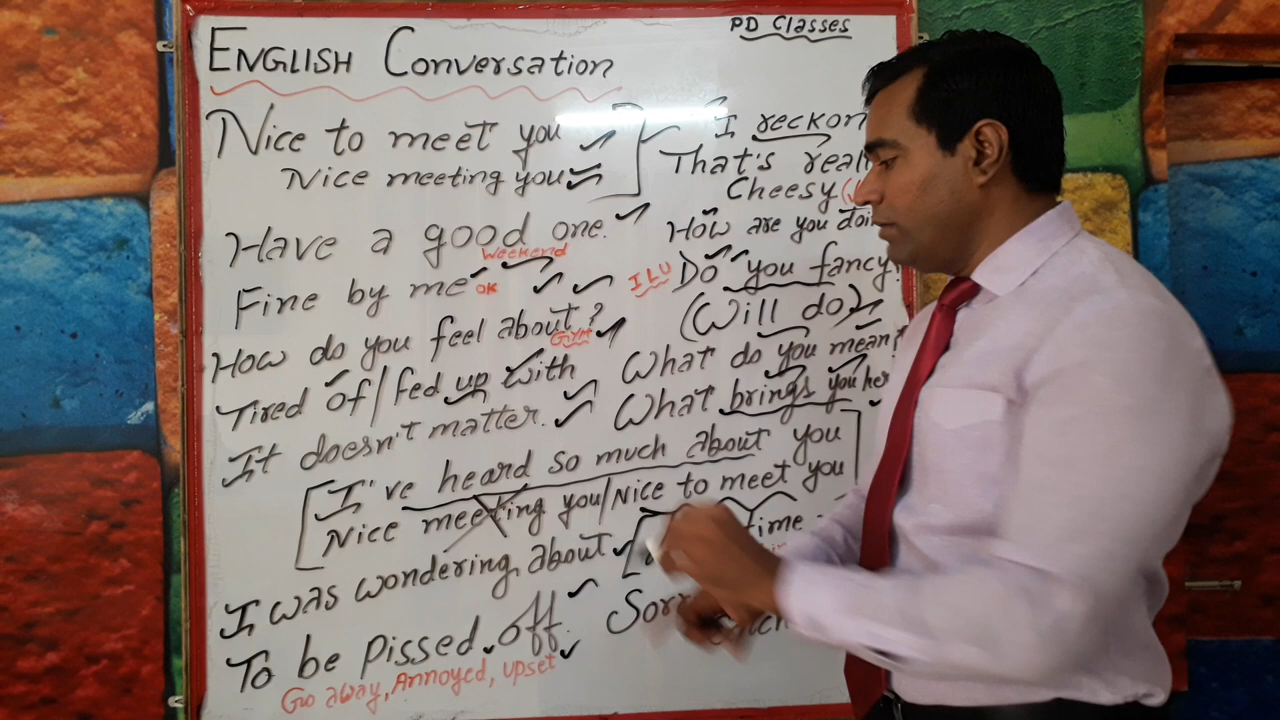 PD Classes
ENGLISH Conversation
Nice to meet you
Nice meeting you
Have a good one.
Weekend
Fine by me
OK
How do you feel about?
Gym
Tired of/fed up with
It doesn't matter.
I reckon
That's
Cheesy
How are you
ILU Do you fancy?
(Will do)
What do you mean?
What brings you
I've heard so much about you
Nice meeting you/Nice to meet you
I was wondering about
time
To be pissed off
Go away, Annoyed, upset